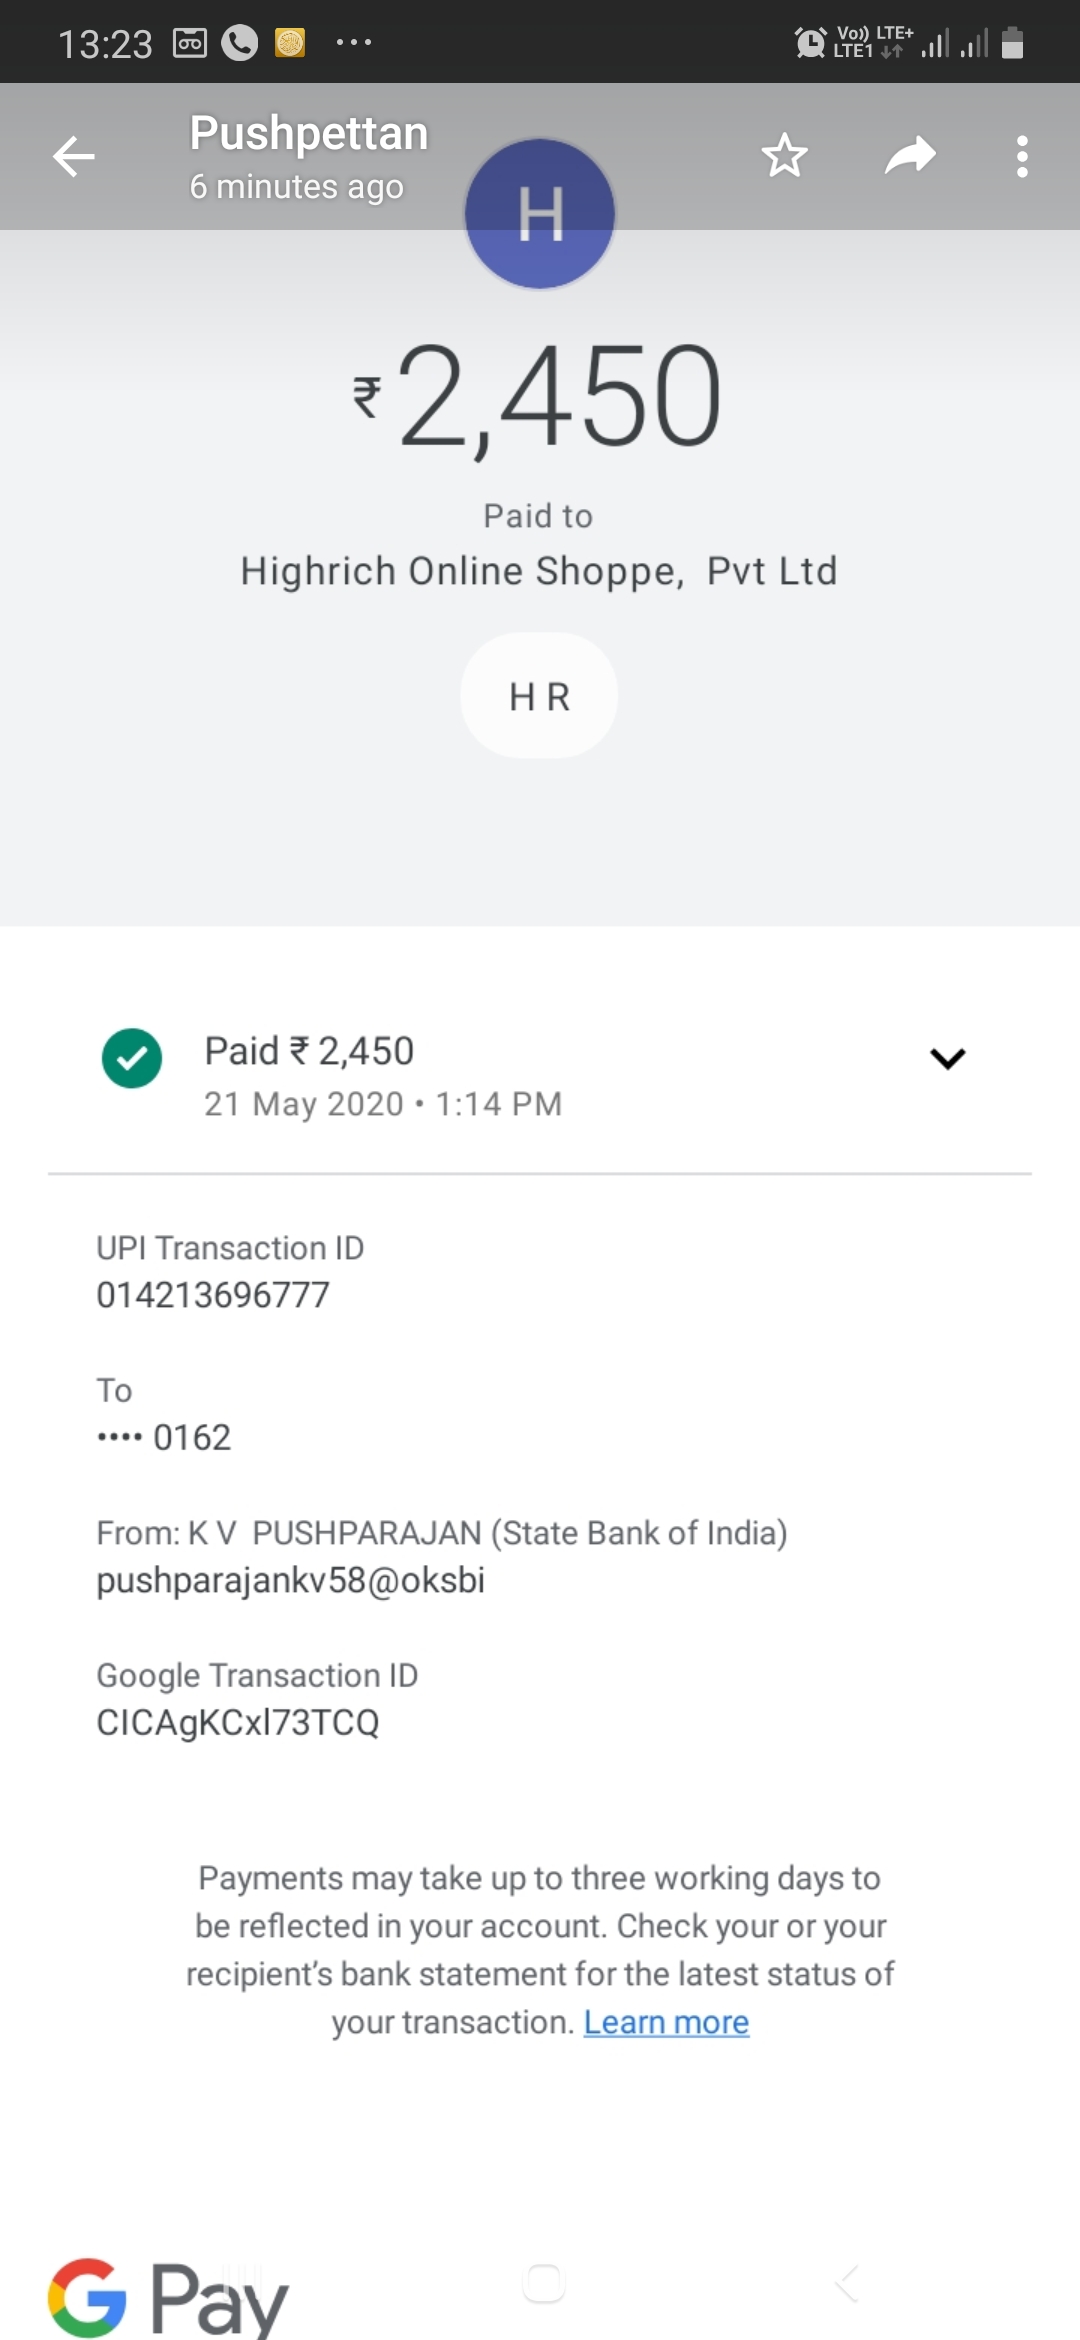 13:23
Vo)) LTE+
LTE1
Pushpettan
6 minutes ago
H
₹2,450
Paid to
Highrich Online Shoppe, Pvt Ltd
H R
Paid ₹ 2,450
21 May 2020 • 1:14 PM
UPI Transaction ID
014213696777
To
•••• 0162
From: K V PUSHPARAJAN (State Bank of India)
pushparajankv58@oksbi
Google Transaction ID
CICAgKCxl73TCQ
Payments may take up to three working days to
be reflected in your account. Check your or your
recipient's bank statement for the latest status of
your transaction. Learn more
G Pay